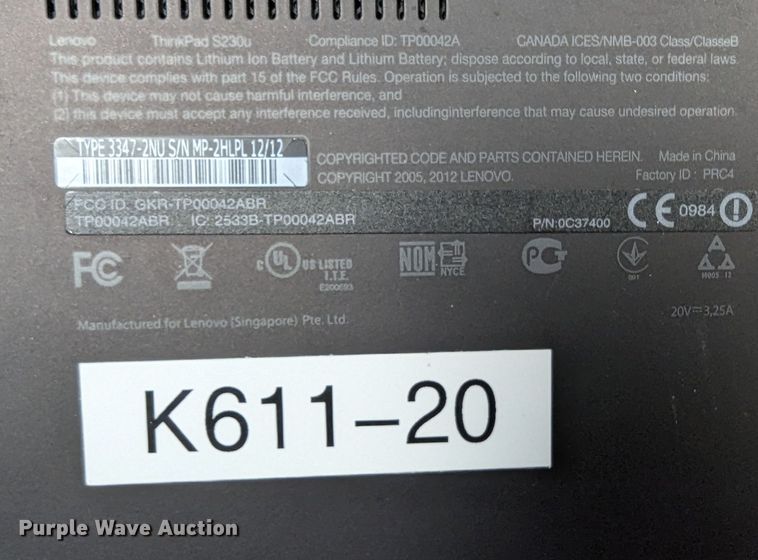 Lenovo ThinkPad S230u Compliance ID: TP00042A CANADA ICES/NMB-003 Class/ClasseB
This product contains Lithium Ion Battery and Lithium Battery; dispose according to local, state, or federal laws.
This device complies with part 15 of the FCC Rules. Operation is subjected to the following two conditions:
(1) This device may not cause harmful interference, and
(2) this device must accept any interference received, includinginterference that may cause undesired operation.
TYPE 3347-2NU S/N MP-2HLPL 12/12
COPYRIGHTED CODE AND PARTS CONTAINED HEREIN. Made in China
COPYRIGHT 2005, 2012 LENOVO. Factory ID : PRC4
FCC ID: GKR-TP00042ABR
TP00042ABR IC: 2533B-TP00042ABR P/N:0C37400 CE 0984
FC c UL US LISTED I.T.E. E200693 NOM NYCE PG 001
Manufactured for Lenovo (Singapore) Pte. Ltd. 20V 3,25A
K611-20
Purple Wave Auction